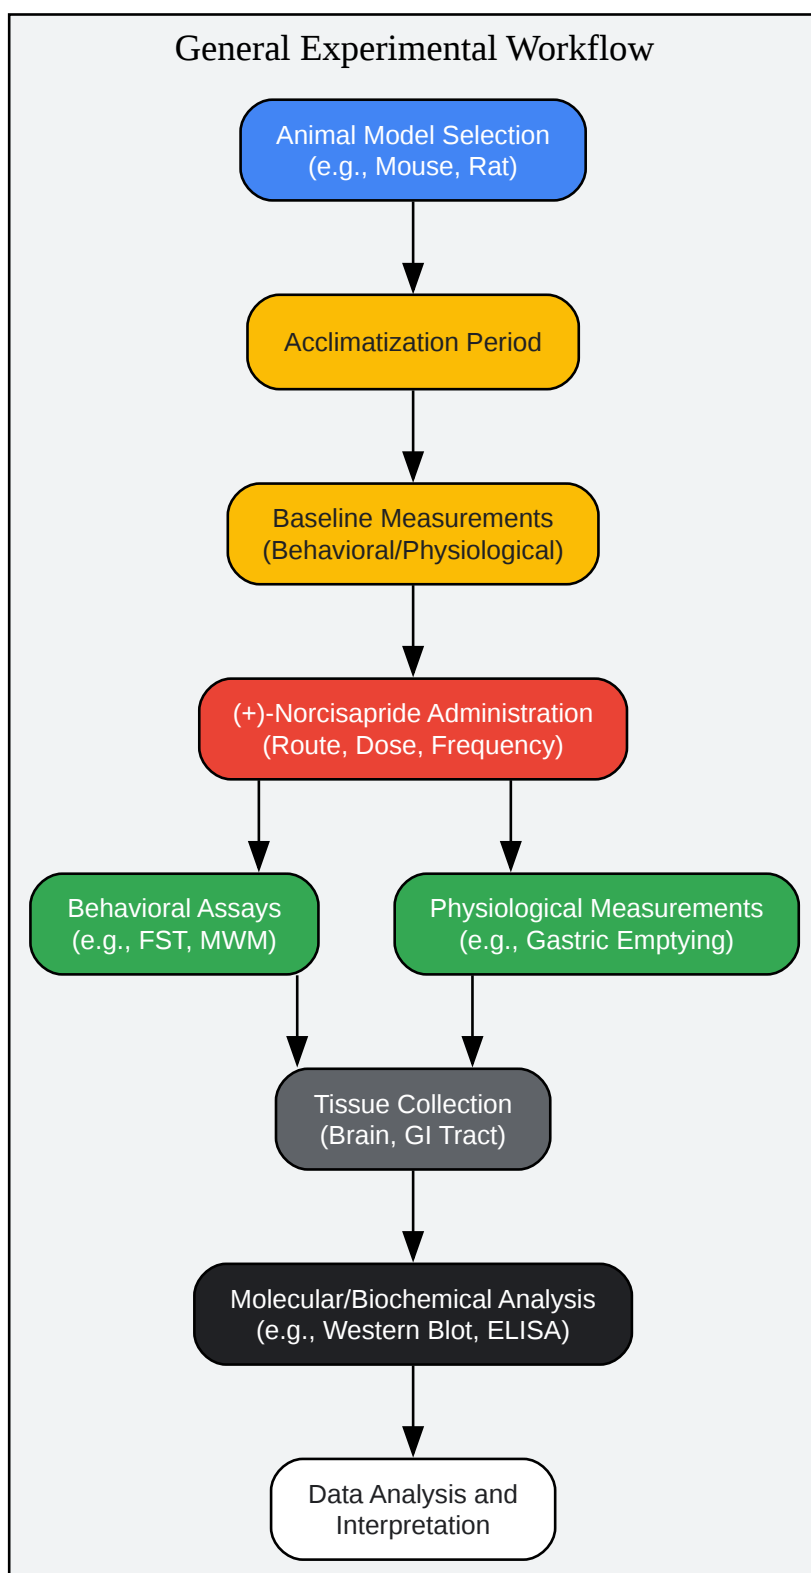 General Experimental Workflow
Animal Model Selection
(e.g., Mouse, Rat)
Acclimatization Period
Baseline Measurements
(Behavioral/Physiological)
(+)-Norcisapride Administration
(Route, Dose, Frequency)
Behavioral Assays
(e.g., FST, MWM)
Physiological Measurements
(e.g., Gastric Emptying)
Tissue Collection
(Brain, GI Tract)
Molecular/Biochemical Analysis
(e.g., Western Blot, ELISA)
Data Analysis and
Interpretation